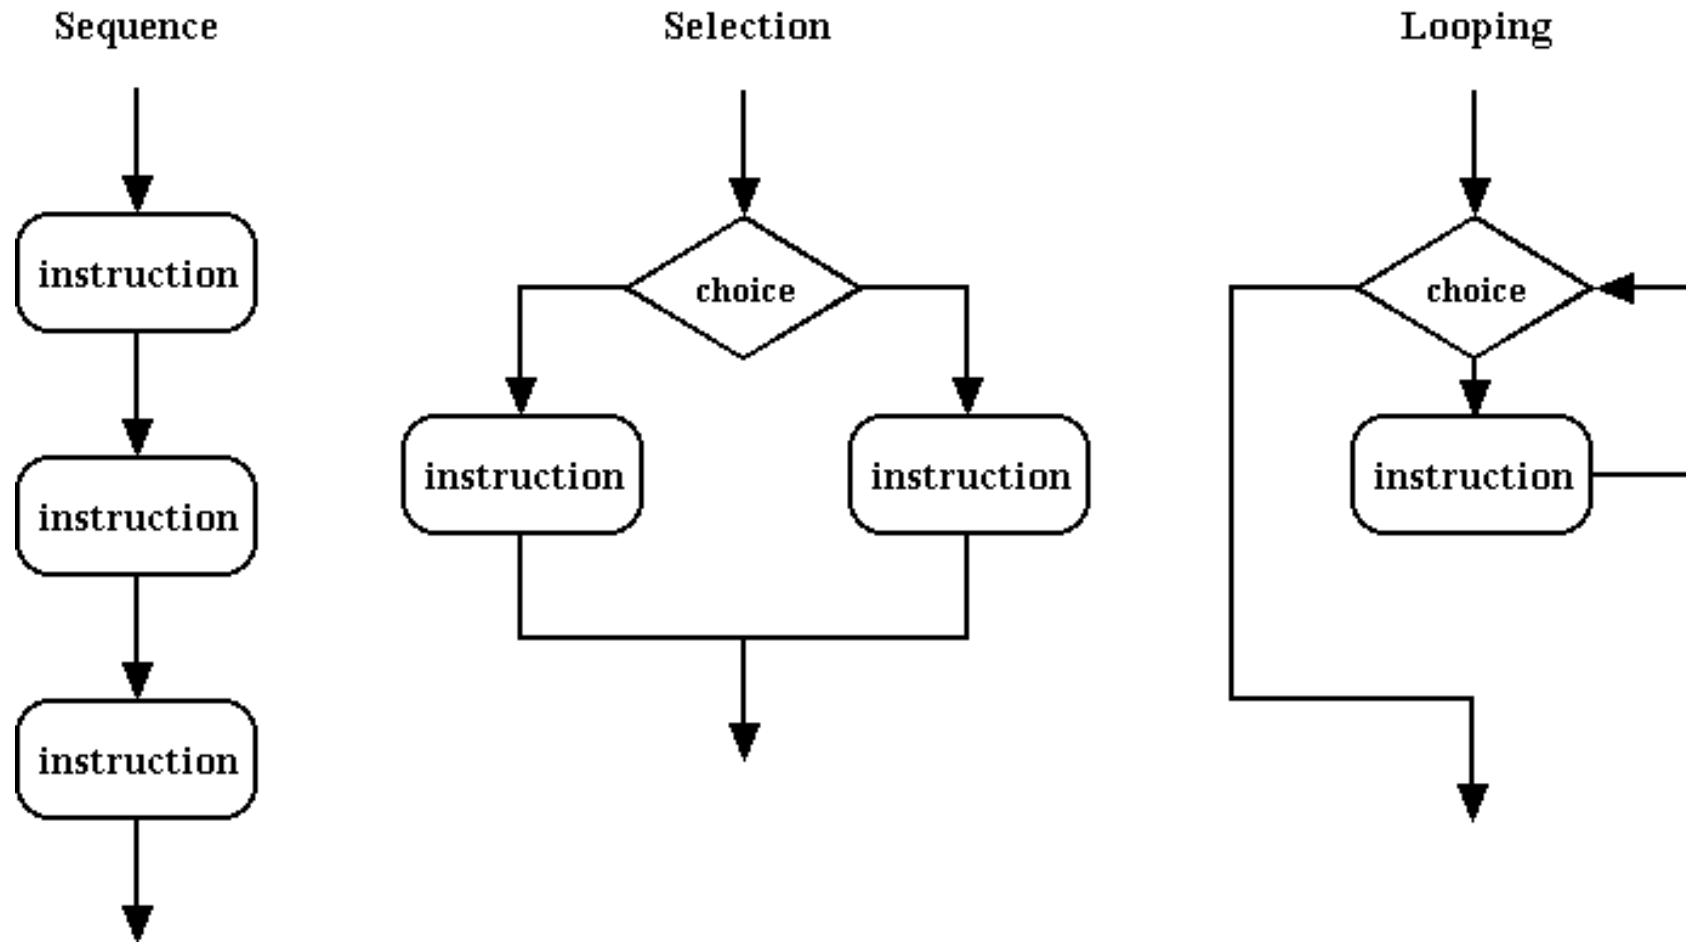 Sequence
instruction
instruction
instruction
Selection
choice
instruction
instruction
Looping
choice
instruction